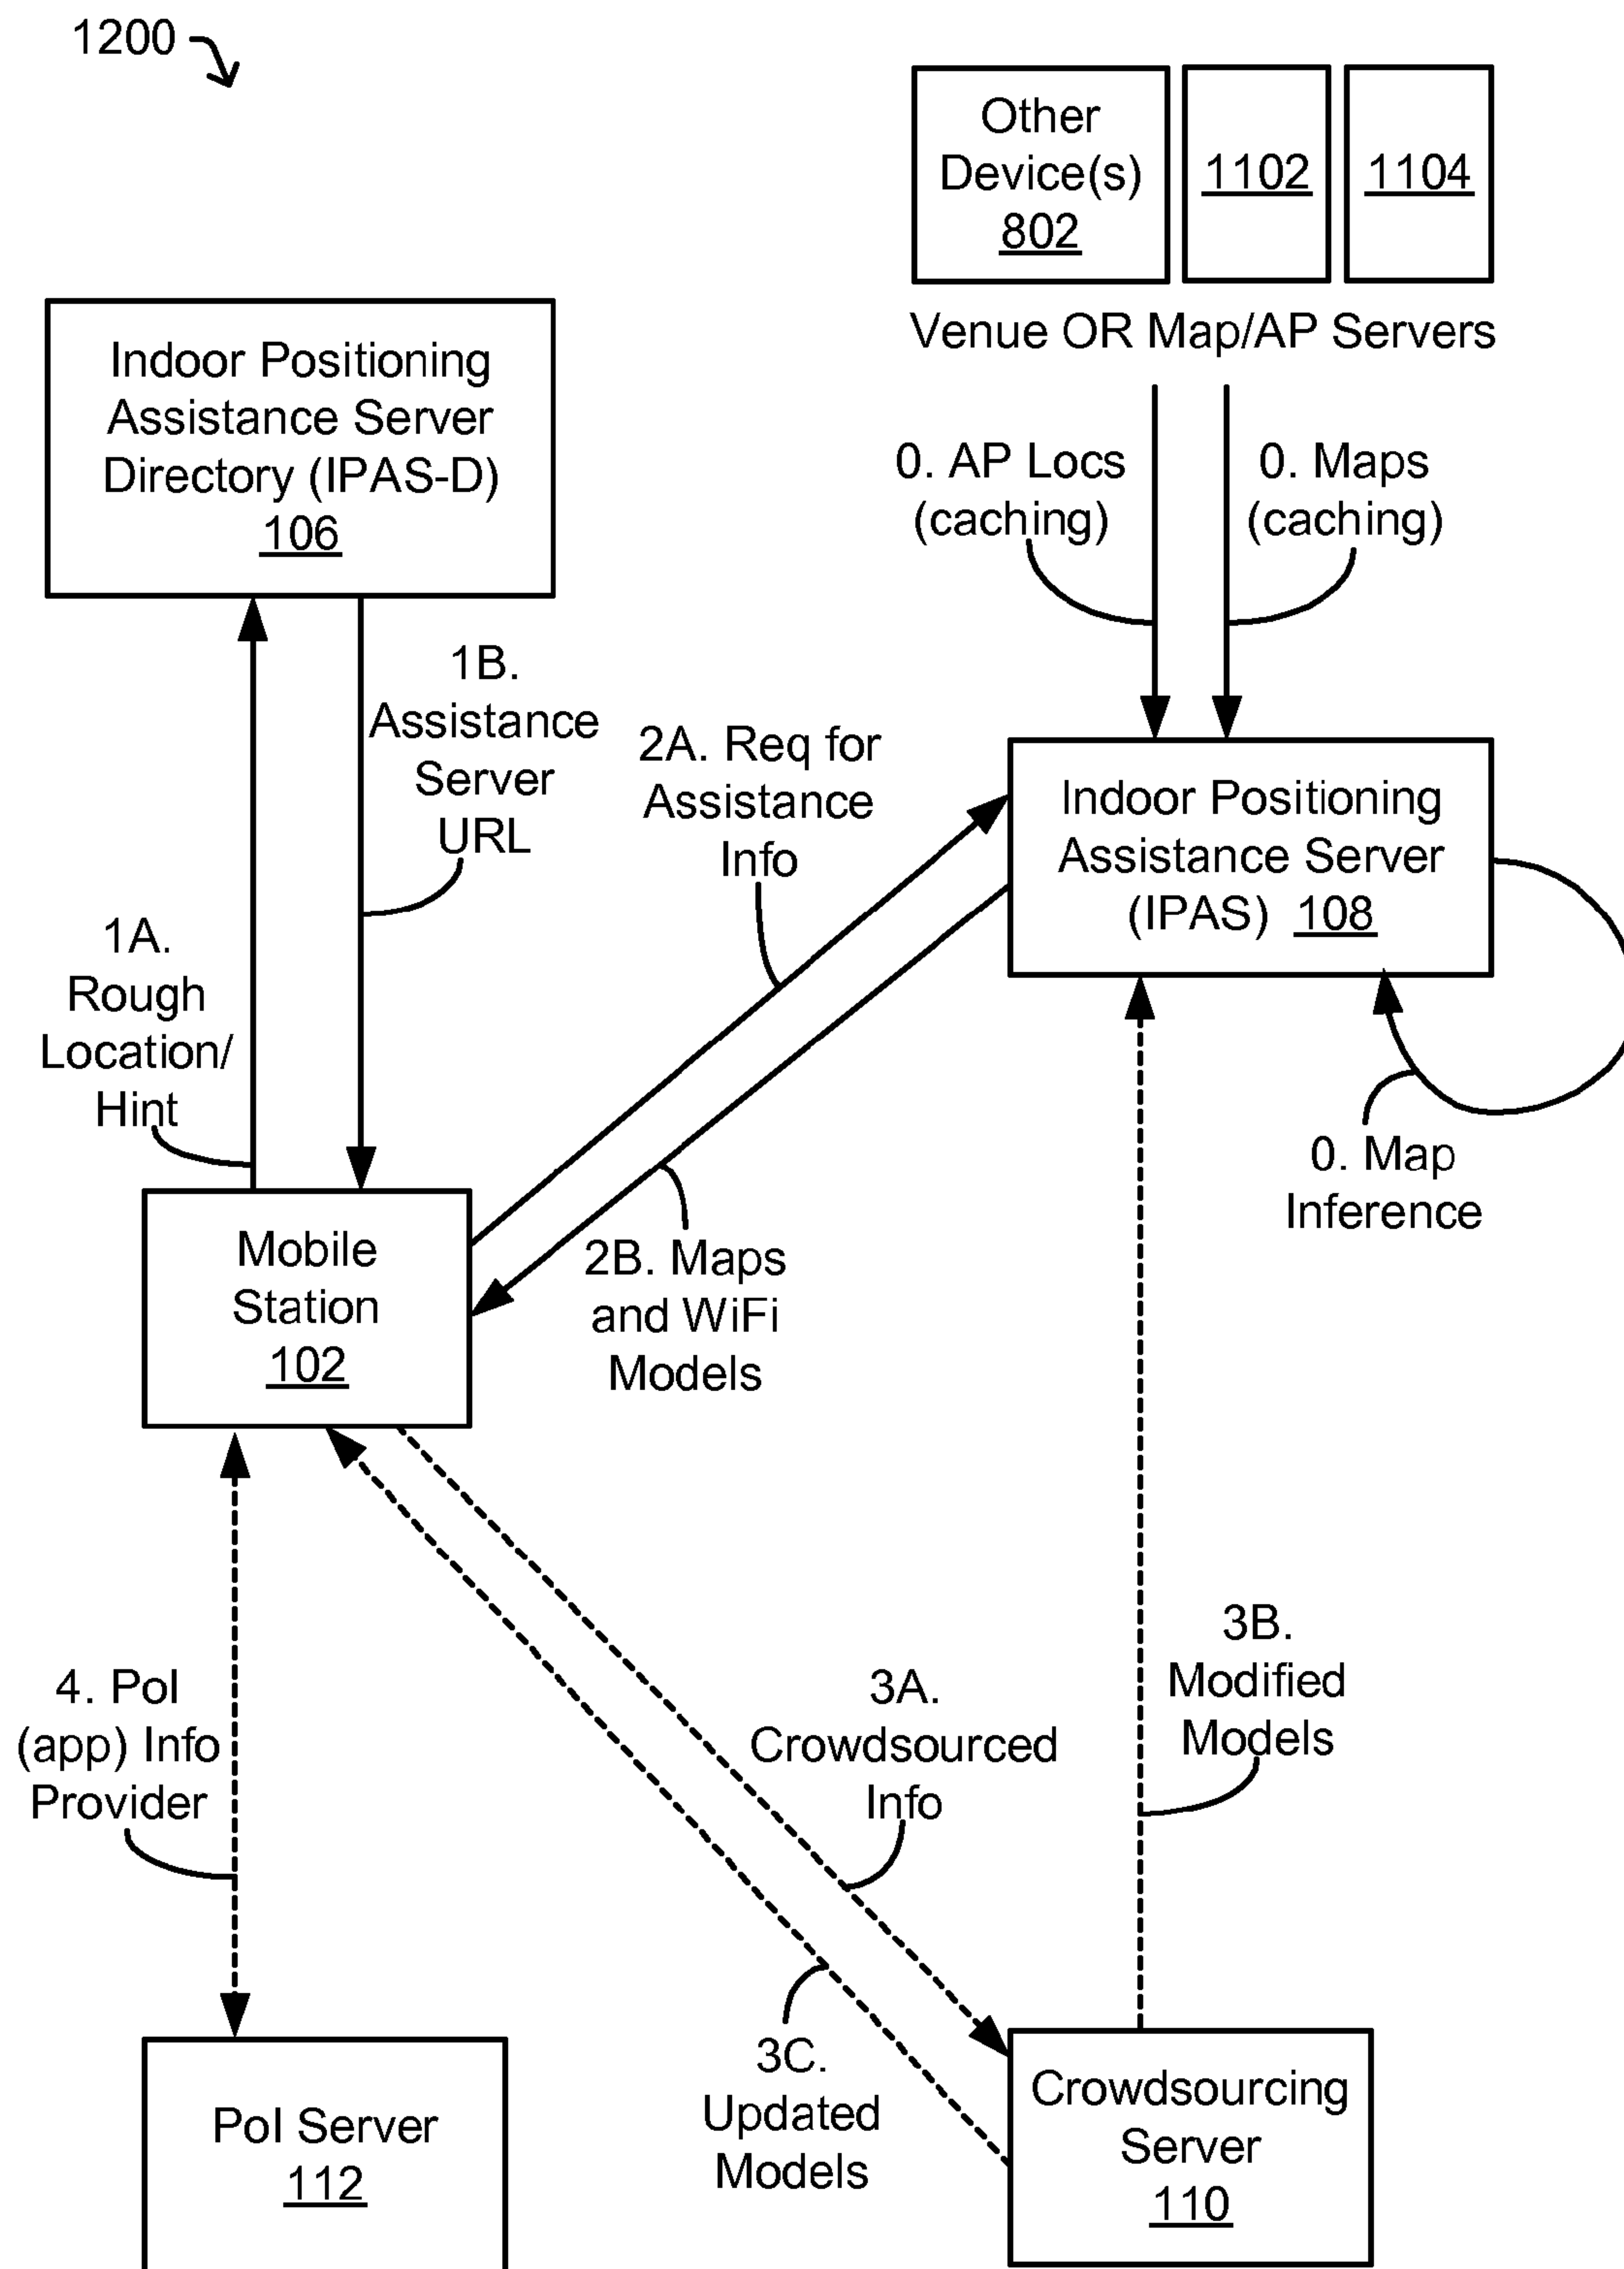 1200
Other
Device(s)
802
1102
1104
Venue OR Map/AP Servers
Indoor Positioning
Assistance Server
Directory (IPAS-D)
106
0. AP Locs
(caching)
0. Maps
(caching)
1B.
Assistance
Server
URL
2A. Req for
Assistance
Info
Indoor Positioning
Assistance Server
(IPAS) 108
1A.
Rough
Location/
Hint
0. Map
Inference
Mobile
Station
102
2B. Maps
and WiFi
Models
4. PoI
(app) Info
Provider
3A.
Crowdsourced
Info
3B.
Modified
Models
3C.
Updated
Models
PoI Server
112
Crowdsourcing
Server
110